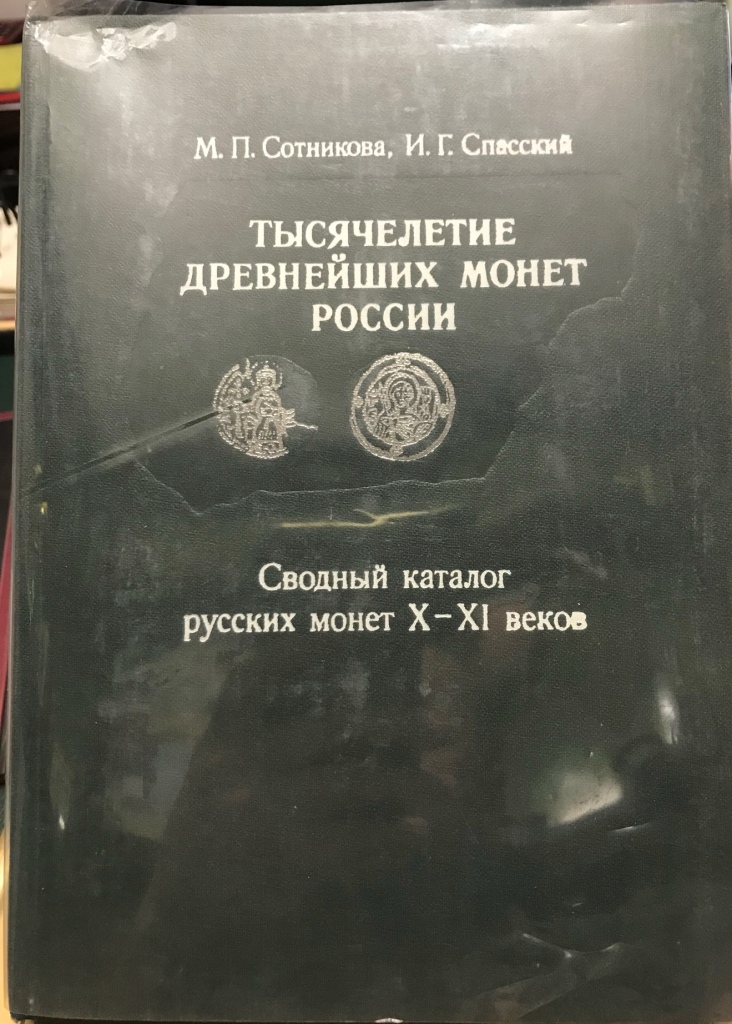 М. П. Сотникова, И. Г. Спасский
ТЫСЯЧЕЛЕТИЕ
ДРЕВНЕЙШИХ МОНЕТ
РОССИИ
Сводный каталог
русских монет X–XI веков